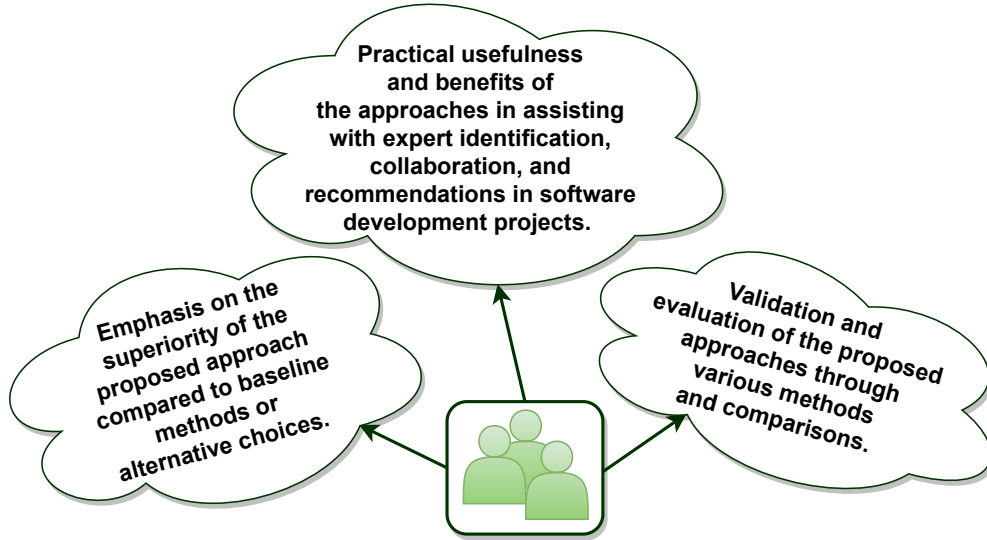 Practical usefulness
and benefits of
the approaches in assisting
with expert identification,
collaboration, and
recommendations in software
development projects.
Emphasis on the
superiority of the
proposed approach
compared to baseline
methods or
alternative choices.
Validation and
evaluation of the proposed
approaches through
various methods
and comparisons.